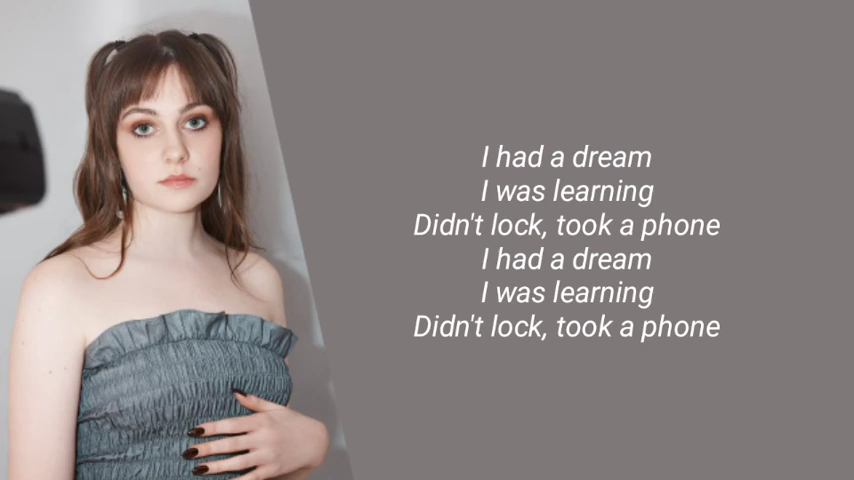 I had a dream
I was learning
Didn't lock, took a phone
I had a dream
I was learning
Didn't lock, took a phone